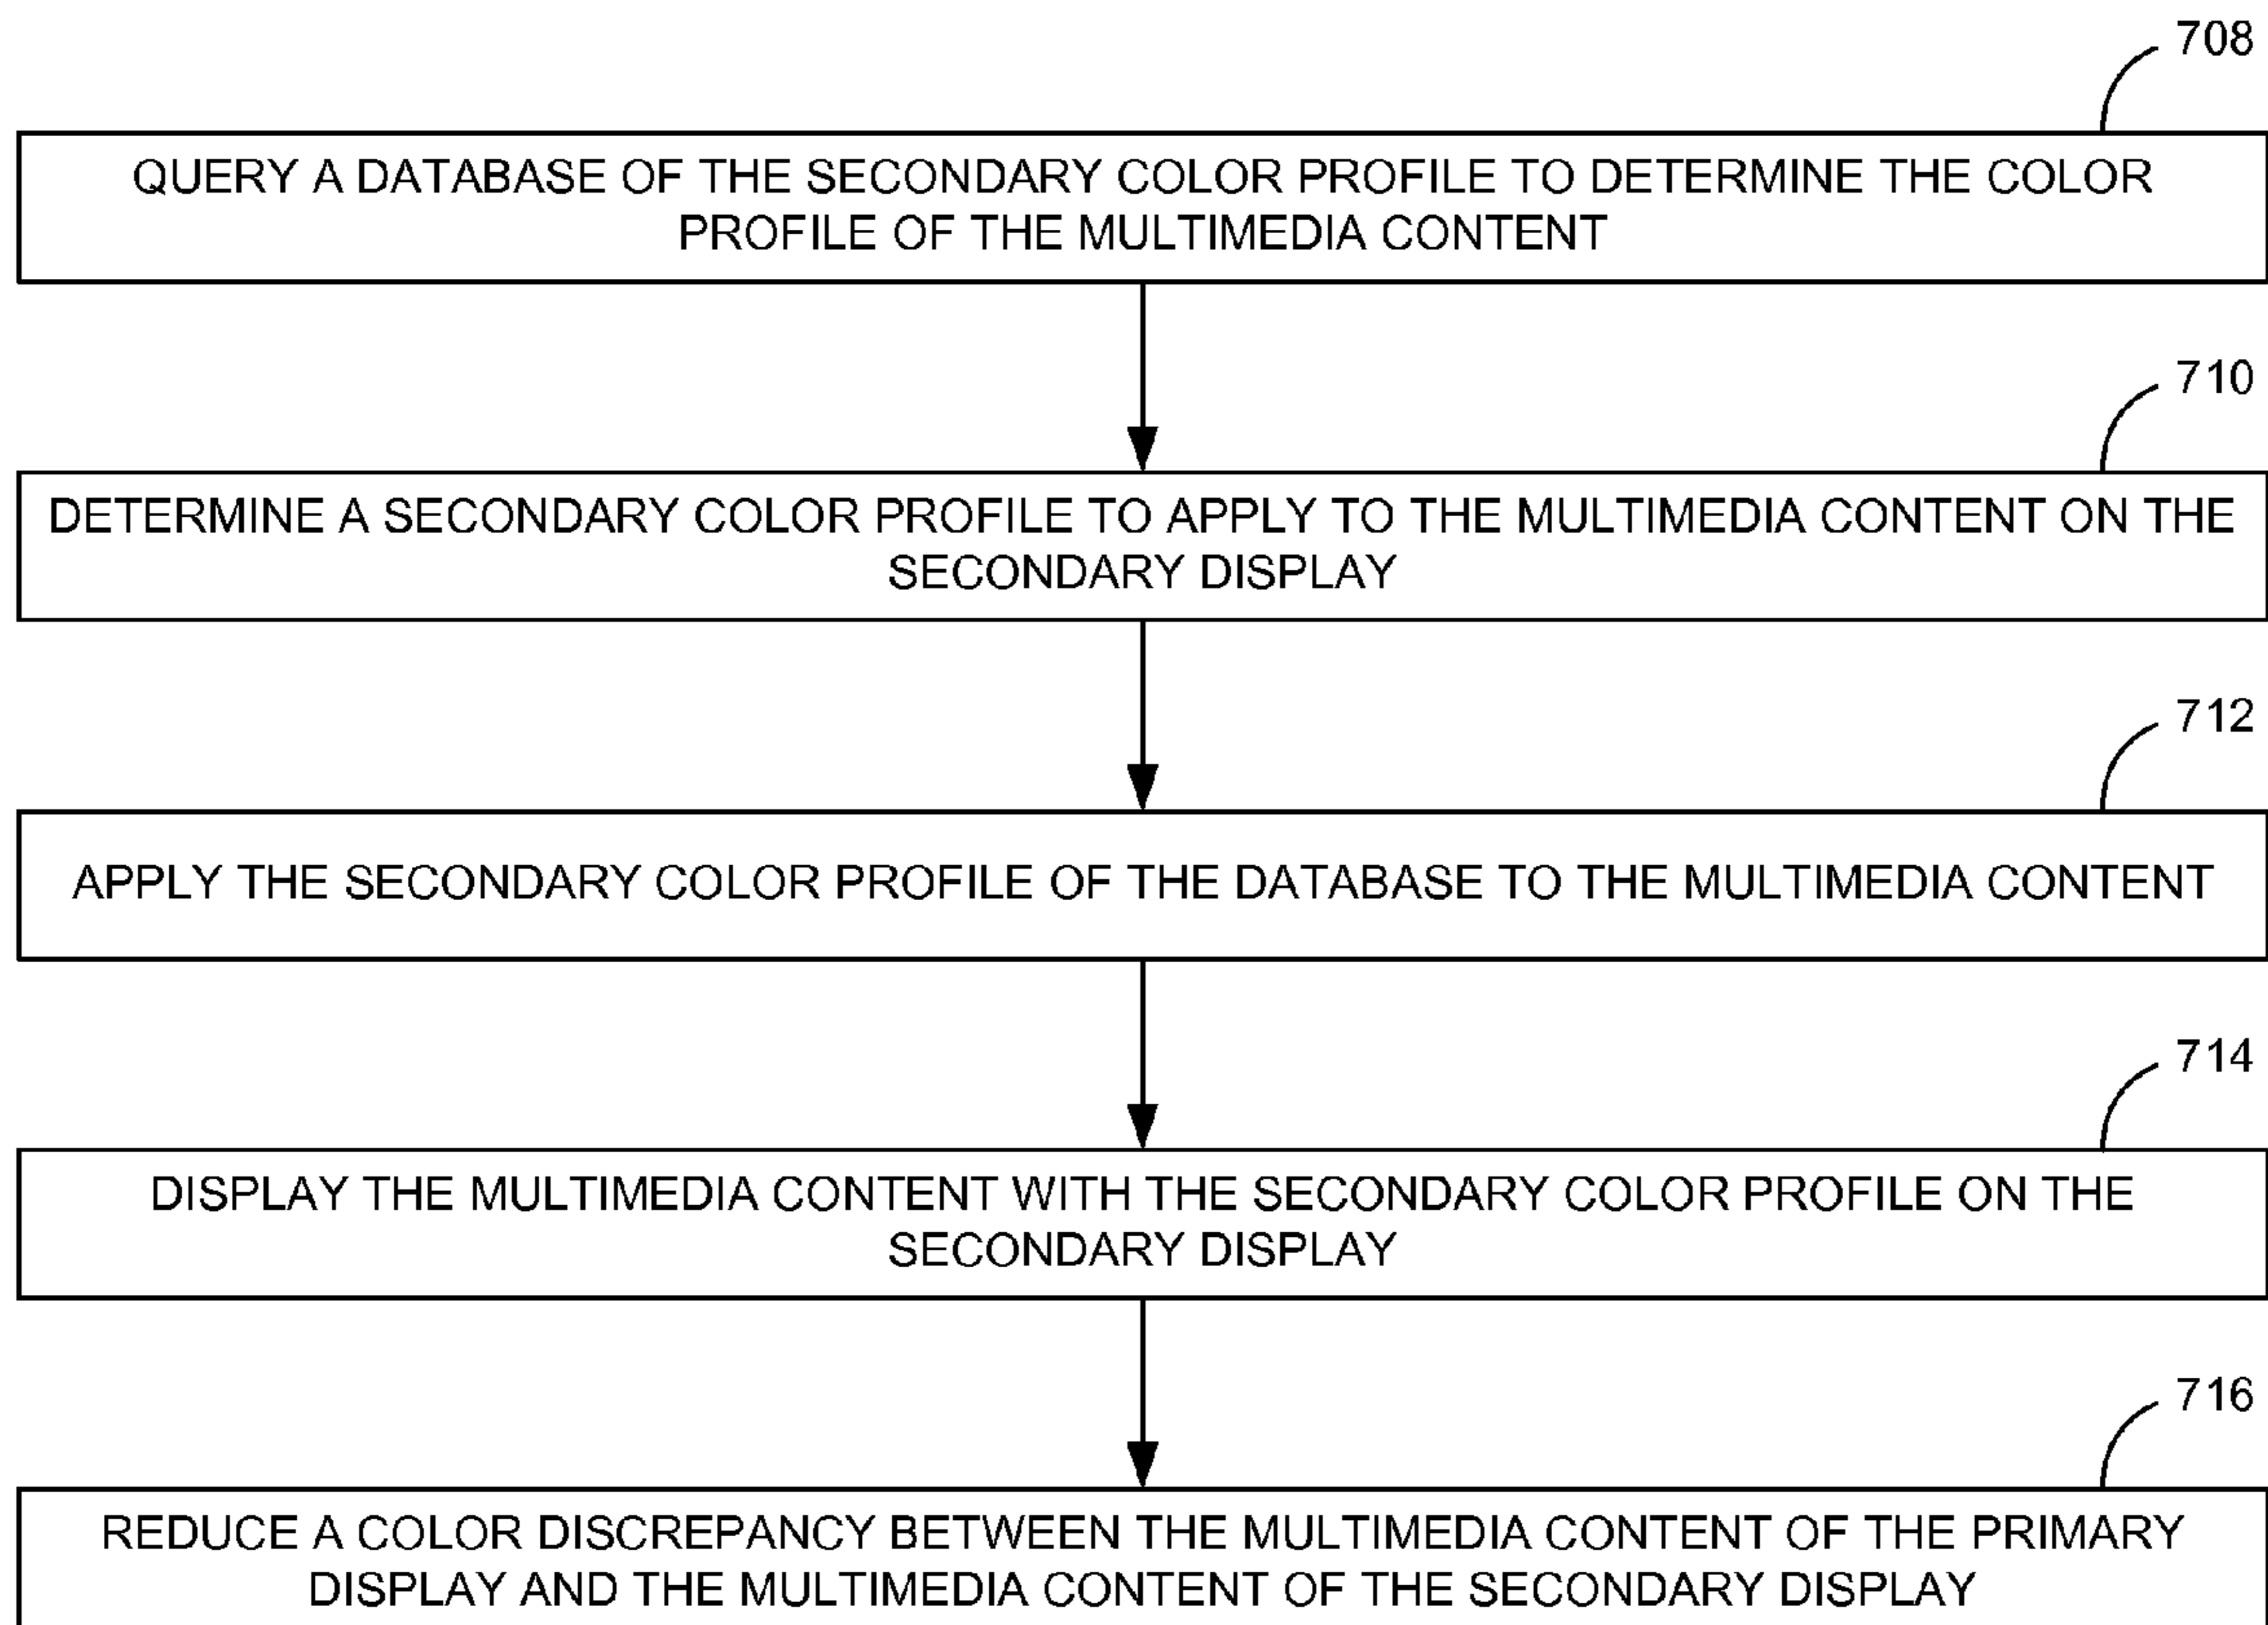 708
QUERY A DATABASE OF THE SECONDARY COLOR PROFILE TO DETERMINE THE COLOR
PROFILE OF THE MULTIMEDIA CONTENT
710
DETERMINE A SECONDARY COLOR PROFILE TO APPLY TO THE MULTIMEDIA CONTENT ON THE
SECONDARY DISPLAY
712
APPLY THE SECONDARY COLOR PROFILE OF THE DATABASE TO THE MULTIMEDIA CONTENT
714
DISPLAY THE MULTIMEDIA CONTENT WITH THE SECONDARY COLOR PROFILE ON THE
SECONDARY DISPLAY
716
REDUCE A COLOR DISCREPANCY BETWEEN THE MULTIMEDIA CONTENT OF THE PRIMARY
DISPLAY AND THE MULTIMEDIA CONTENT OF THE SECONDARY DISPLAY